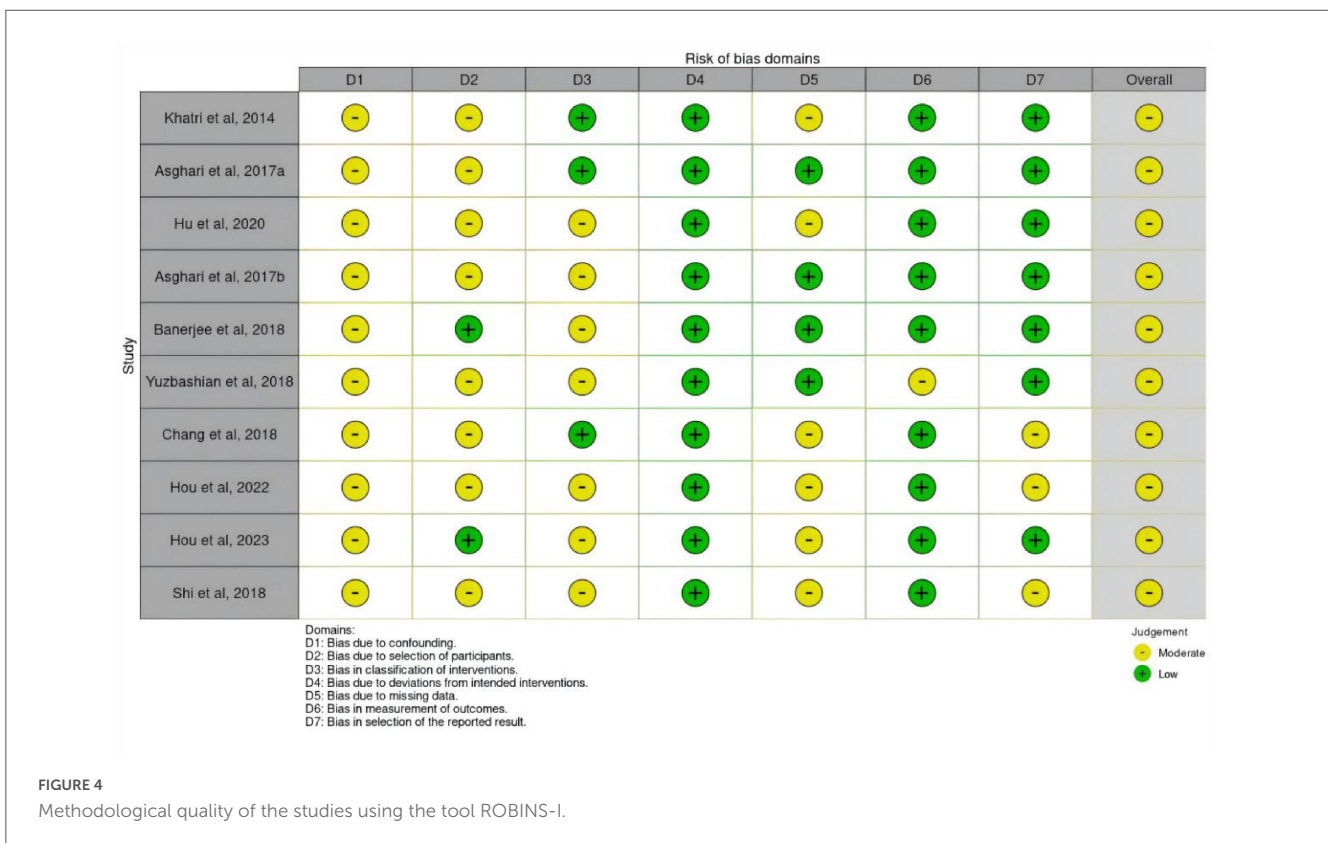 Risk of bias domains
D1 D2 D3 D4 D5 D6 D7 Overall
Study
Khatri et al, 2014 - - + + - + + -
Asghari et al, 2017a - - + + + + + -
Hu et al, 2020 - - - + - + + -
Asghari et al, 2017b - - - + + + + -
Banerjee et al, 2018 - + - + + + + -
Yuzbashian et al, 2018 - - - + + - + -
Chang et al, 2018 - - + + - + - -
Hou et al, 2022 - - - + - + - -
Hou et al, 2023 - + - + - + + -
Shi et al, 2018 - - - + - + - -
Domains:
D1: Bias due to confounding.
D2: Bias due to selection of participants.
D3: Bias in classification of interventions.
D4: Bias due to deviations from intended interventions.
D5: Bias due to missing data.
D6: Bias in measurement of outcomes.
D7: Bias in selection of the reported result.
Judgement
- Moderate
+ Low
FIGURE 4
Methodological quality of the studies using the tool ROBINS-I.